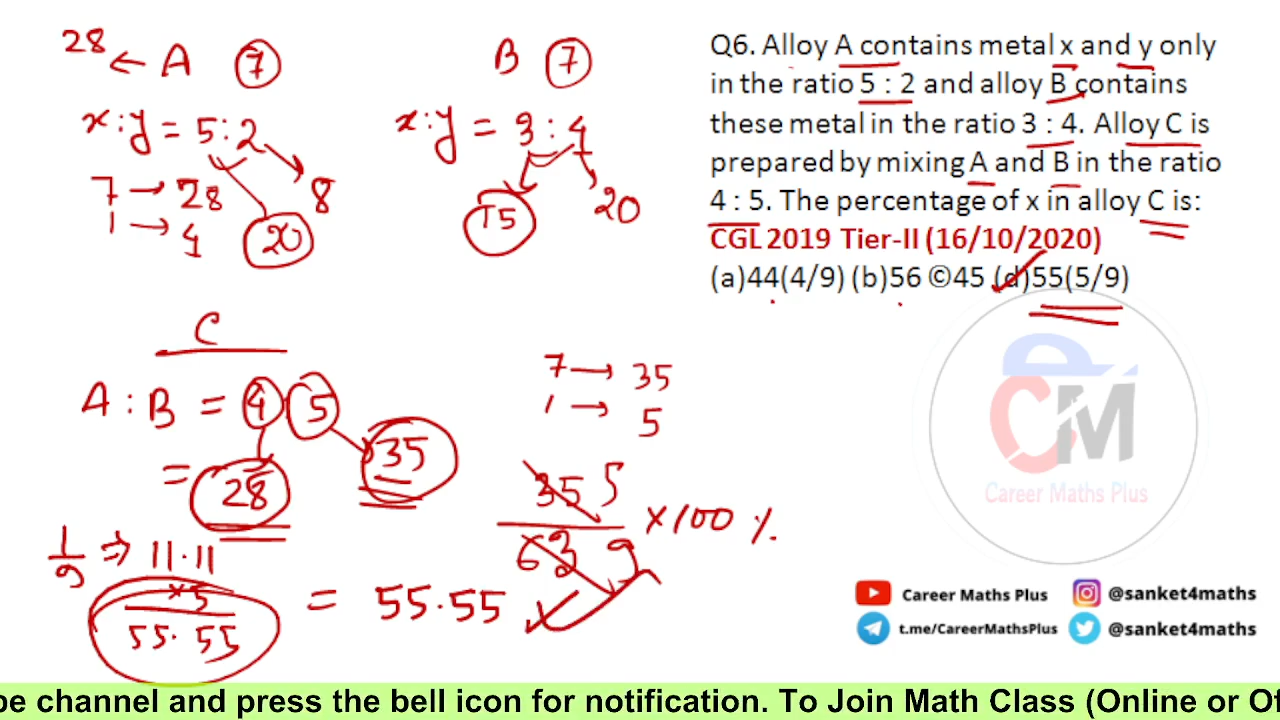 28 ← A 7
x:y = 5:2
7 → 28
1 → 4
20
8
B 7
x:y = 3:4
15
20
Q6. Alloy A contains metal x and y only
in the ratio 5 : 2 and alloy B contains
these metal in the ratio 3 : 4. Alloy C is
prepared by mixing A and B in the ratio
4 : 5. The percentage of x in alloy C is:
CGL 2019 Tier-II (16/10/2020)
(a)44(4/9) (b)56 ©45 (d)55(5/9)
C
A : B = 4 5
= 28 35
7 → 35
1 → 5
35 5
63 9
×100 %
= 55.55
1/9 ⇒ 11.11
×5
55.55
e
CM
Career Maths Plus
Career Maths Plus
@sanket4maths
t.me/CareerMathsPlus
@sanket4maths
be channel and press the bell icon for notification. To Join Math Class (Online or Of